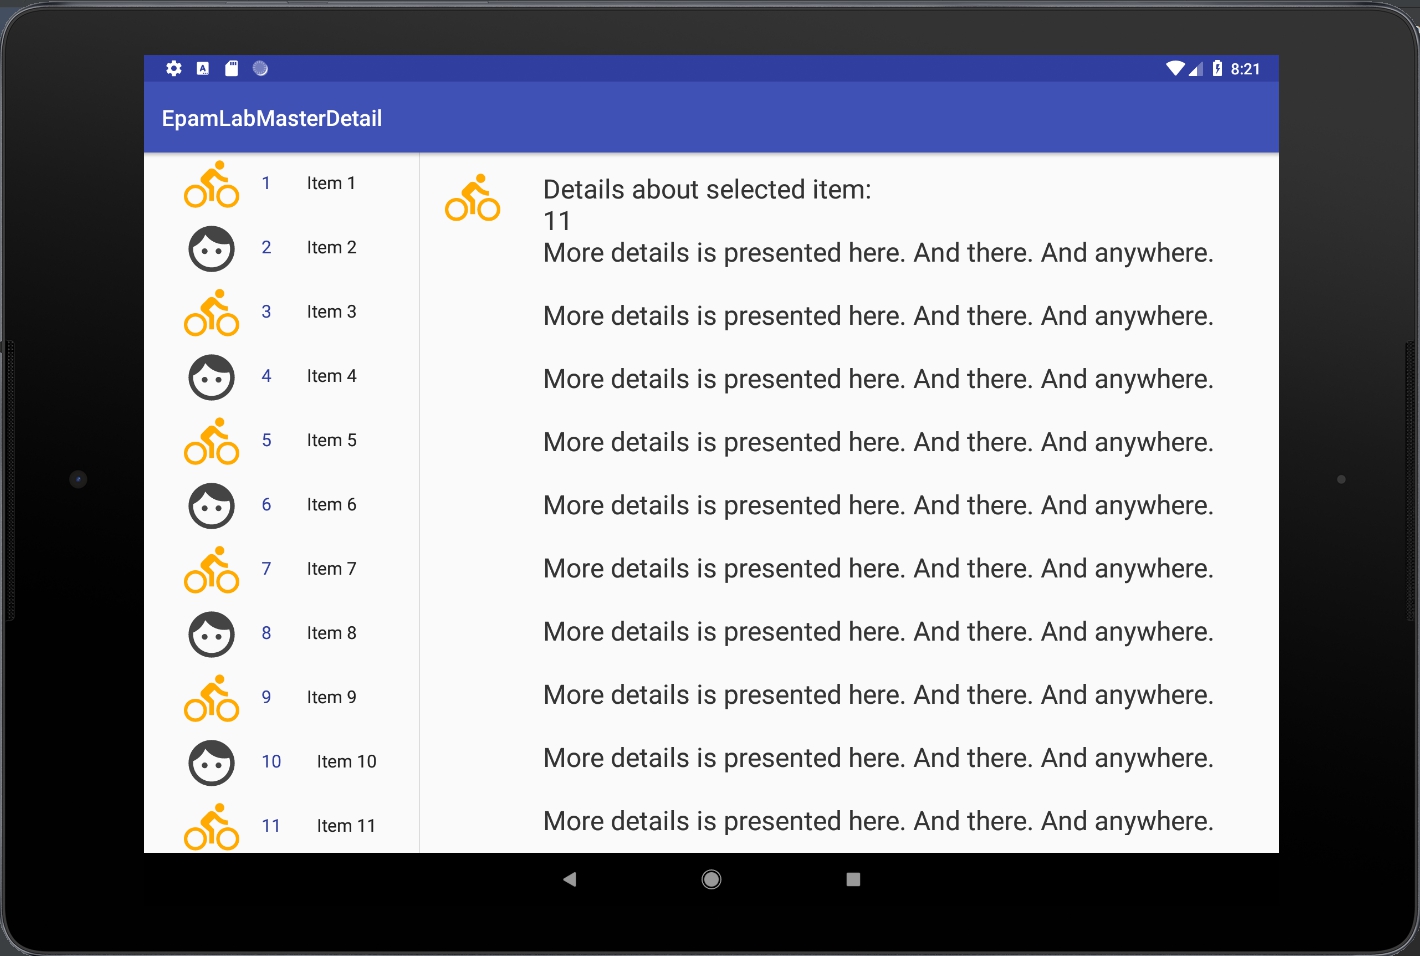 8:21
EpamLabMasterDetail
1 Item 1
2 Item 2
3 Item 3
4 Item 4
5 Item 5
6 Item 6
7 Item 7
8 Item 8
9 Item 9
10 Item 10
11 Item 11
Details about selected item:
11
More details is presented here. And there. And anywhere.
More details is presented here. And there. And anywhere.
More details is presented here. And there. And anywhere.
More details is presented here. And there. And anywhere.
More details is presented here. And there. And anywhere.
More details is presented here. And there. And anywhere.
More details is presented here. And there. And anywhere.
More details is presented here. And there. And anywhere.
More details is presented here. And there. And anywhere.
More details is presented here. And there. And anywhere.